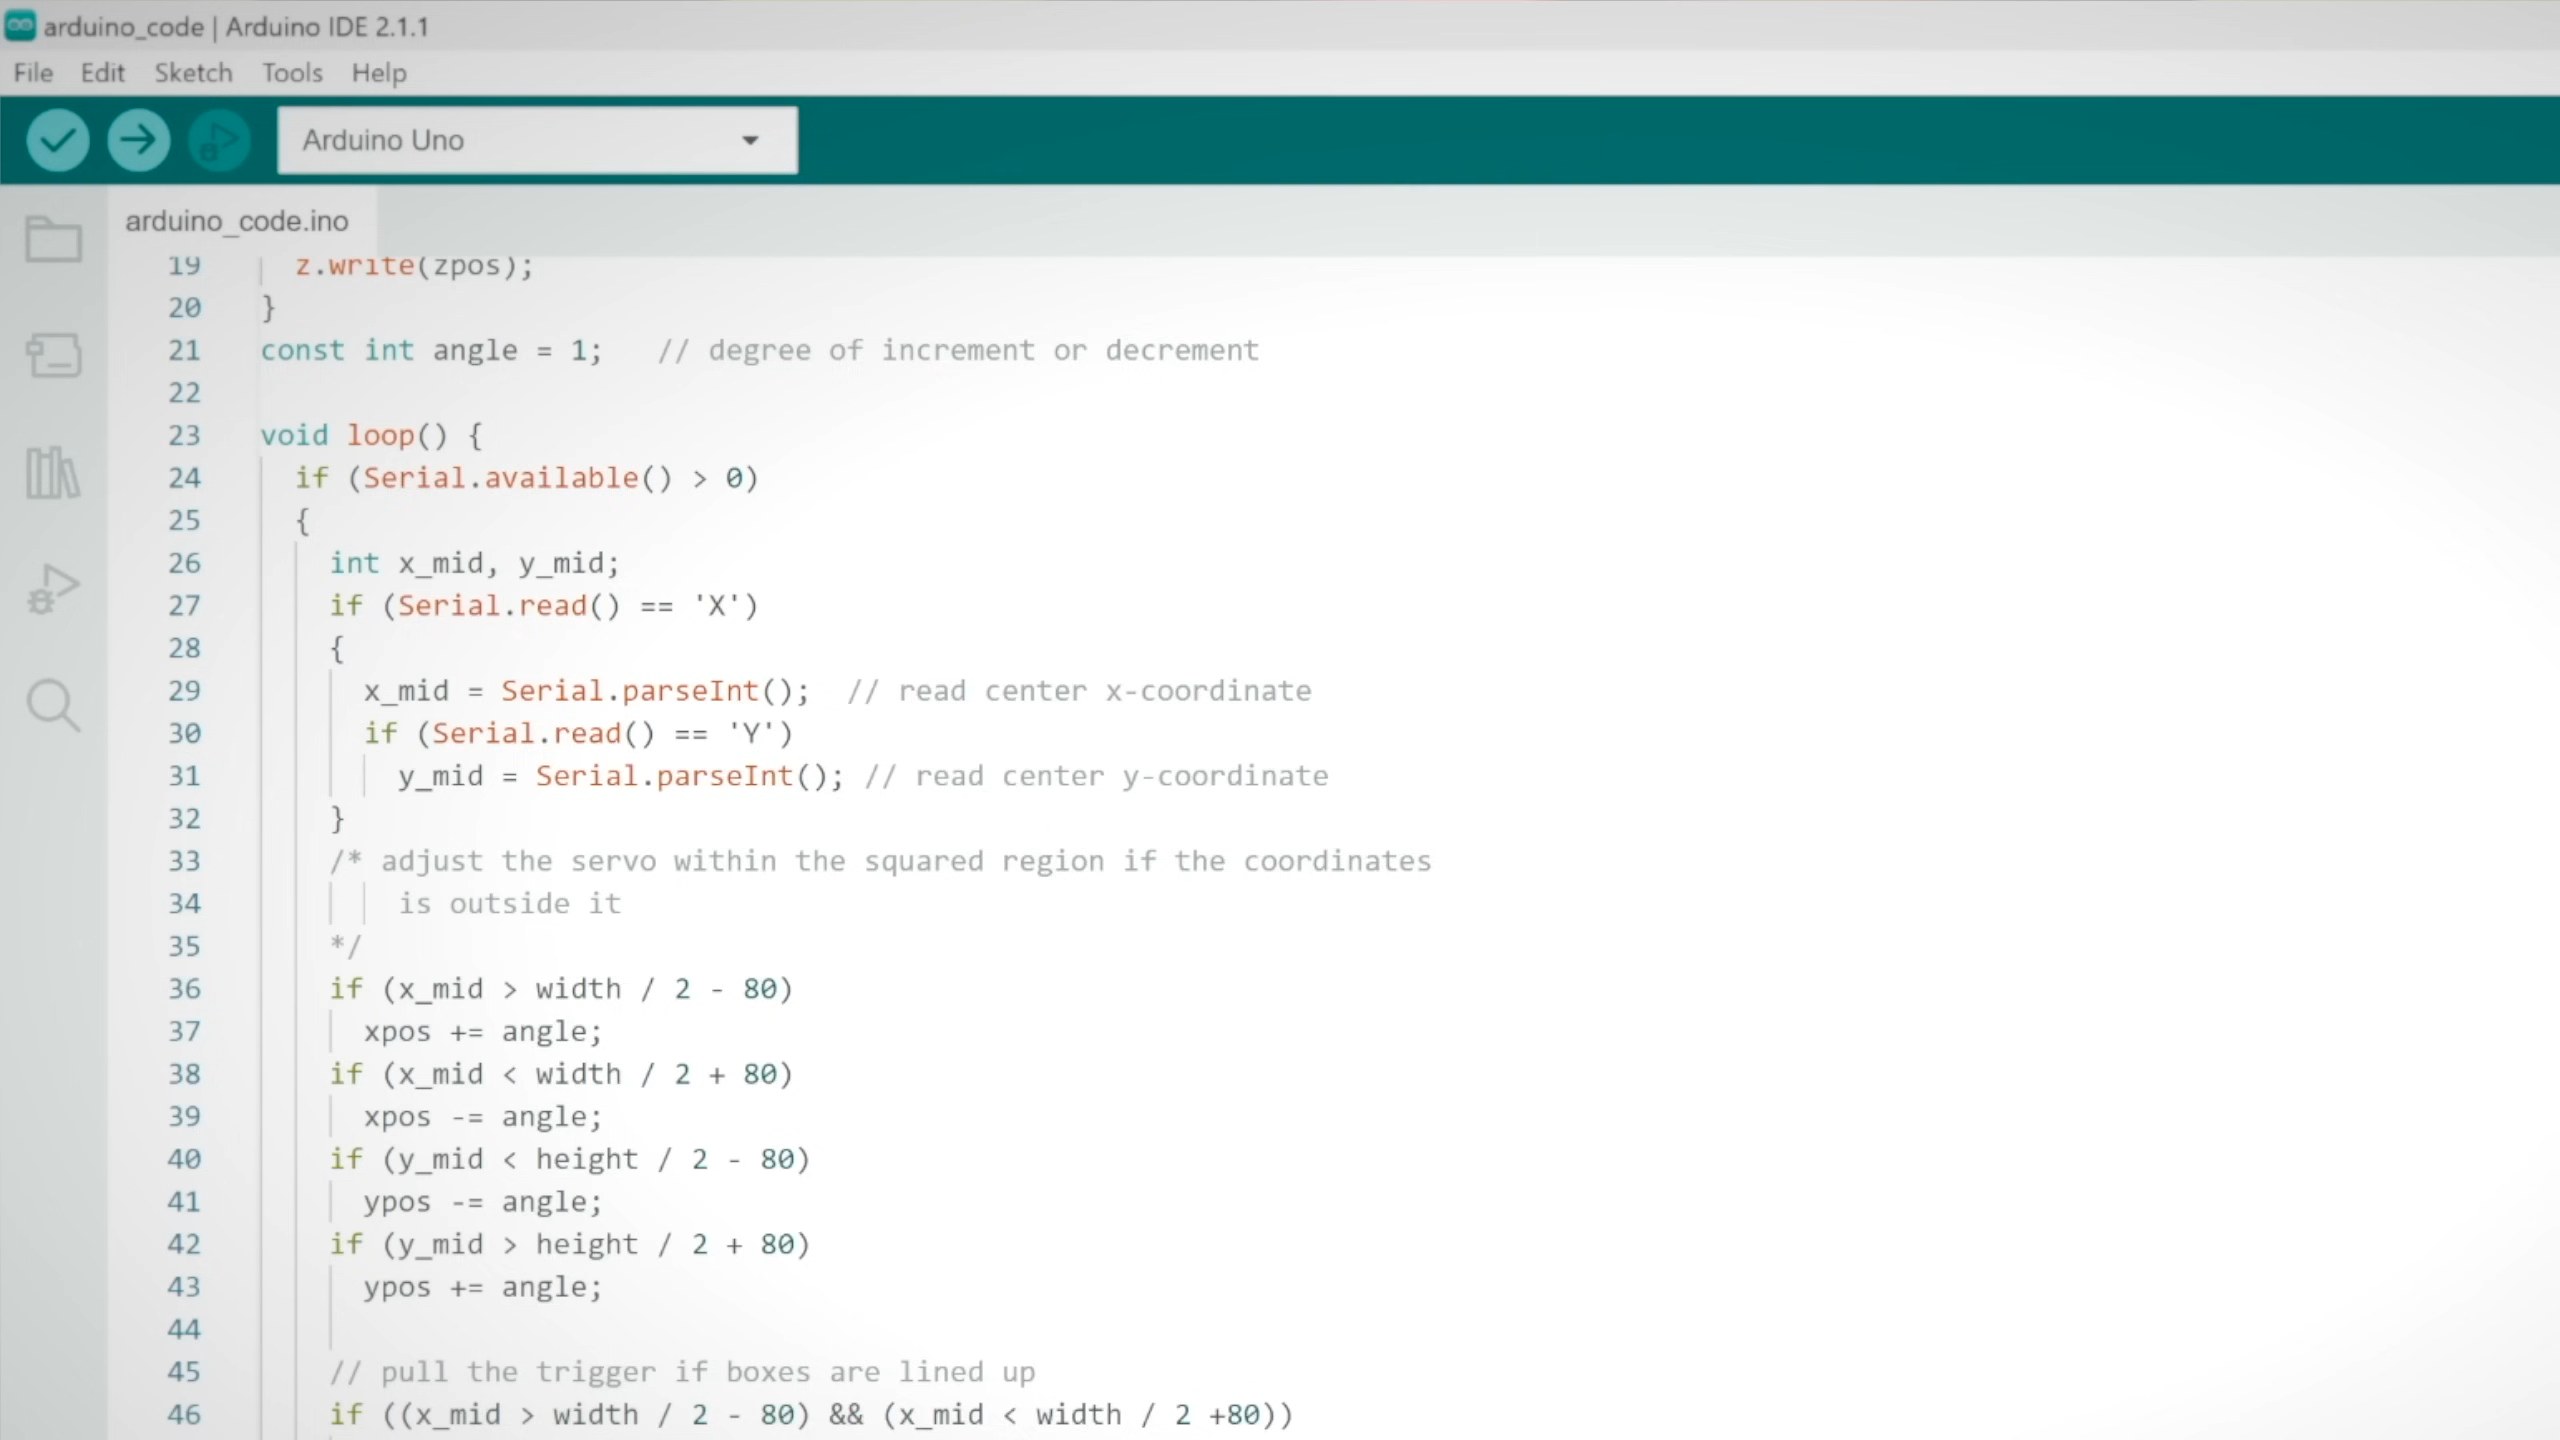 arduino_code | Arduino IDE 2.1.1
File Edit Sketch Tools Help
Arduino Uno
arduino_code.ino
19 z.write(zpos);
20 }
21 const int angle = 1; // degree of increment or decrement
22
23 void loop() {
24 if (Serial.available() > 0)
25 {
26 int x_mid, y_mid;
27 if (Serial.read() == 'X')
28 {
29 x_mid = Serial.parseInt(); // read center x-coordinate
30 if (Serial.read() == 'Y')
31 y_mid = Serial.parseInt(); // read center y-coordinate
32 }
33 /* adjust the servo within the squared region if the coordinates
34 is outside it
35 */
36 if (x_mid > width / 2 - 80)
37 xpos += angle;
38 if (x_mid < width / 2 + 80)
39 xpos -= angle;
40 if (y_mid < height / 2 - 80)
41 ypos -= angle;
42 if (y_mid > height / 2 + 80)
43 ypos += angle;
44
45 // pull the trigger if boxes are lined up
46 if ((x_mid > width / 2 - 80) && (x_mid < width / 2 +80))